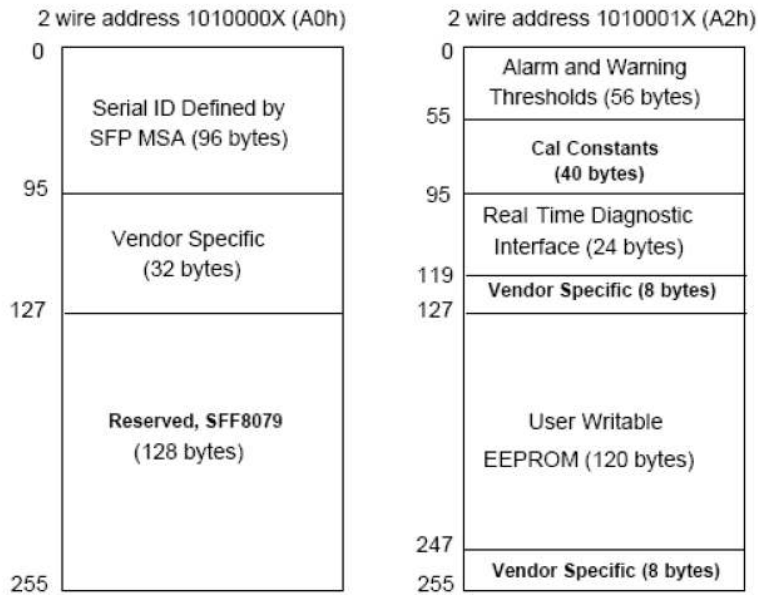 2 wire address 1010000X (A0h)
0
Serial ID Defined by
SFP MSA (96 bytes)
95
Vendor Specific
(32 bytes)
127
Reserved, SFF8079
(128 bytes)
255
2 wire address 1010001X (A2h)
0
Alarm and Warning
Thresholds (56 bytes)
55
Cal Constants
(40 bytes)
95
Real Time Diagnostic
Interface (24 bytes)
119
Vendor Specific (8 bytes)
127
User Writable
EEPROM (120 bytes)
247
Vendor Specific (8 bytes)
255